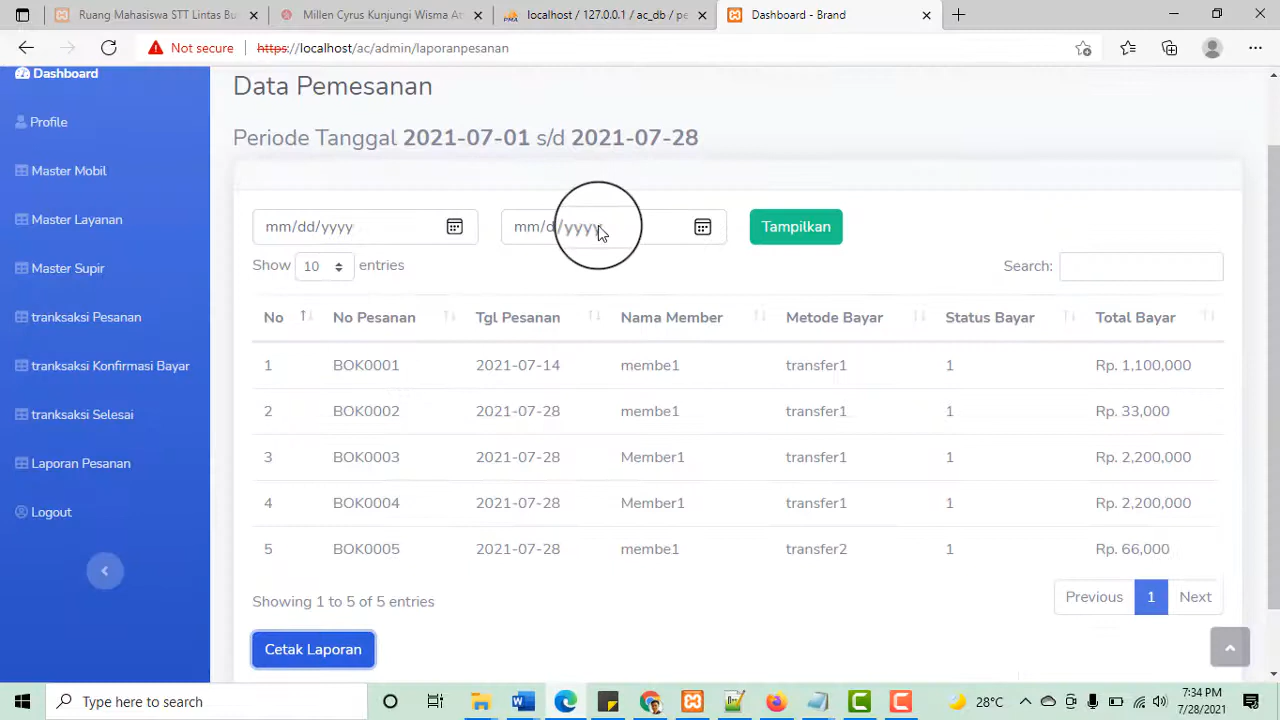 Ruang Mahasiswa STT Lintas Bu
Millen Cyrus Kunjungi Wisma At
localhost / 127.0.0.1 / ac_db / pe
Dashboard - Brand
Not secure
https://localhost/ac/admin/laporanpesanan
Dashboard
Profile
Master Mobil
Master Layanan
Master Supir
tranksaksi Pesanan
tranksaksi Konfirmasi Bayar
tranksaksi Selesai
Laporan Pesanan
Logout
Data Pemesanan
Periode Tanggal 2021-07-01 s/d 2021-07-28
mm/dd/yyyy mm/d/yyyy Tampilkan
Show 10 entries Search:
No No Pesanan Tgl Pesanan Nama Member Metode Bayar Status Bayar Total Bayar
1 BOK0001 2021-07-14 membe1 transfer1 1 Rp. 1,100,000
2 BOK0002 2021-07-28 membe1 transfer1 1 Rp. 33,000
3 BOK0003 2021-07-28 Member1 transfer1 1 Rp. 2,200,000
4 BOK0004 2021-07-28 Member1 transfer1 1 Rp. 2,200,000
5 BOK0005 2021-07-28 membe1 transfer2 1 Rp. 66,000
Showing 1 to 5 of 5 entries
Previous 1 Next
Cetak Laporan
Type here to search
28°C
7:34 PM
7/28/2021